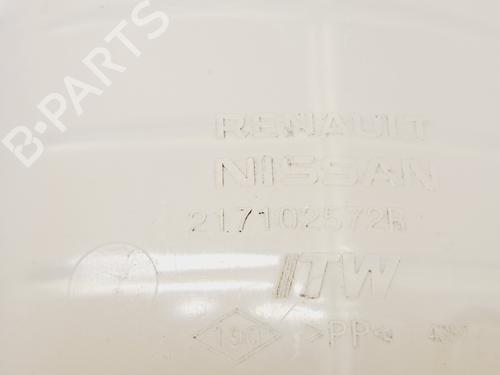 B-PARTS
RENAULT
NISSAN
217102572R
ITW
>PP<